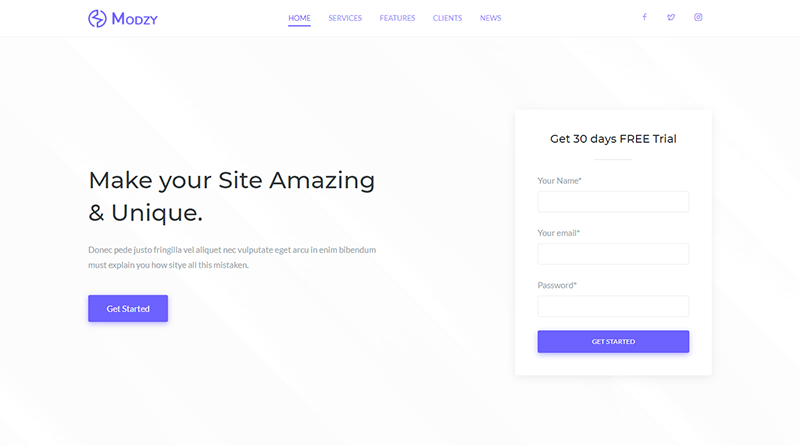 Modzy
HOME
SERVICES
FEATURES
CLIENTS
NEWS
Make your Site Amazing
& Unique.
Donec pede justo fringilla vel aliquet nec vulputate eget arcu in enim bibendum
must explain you how sitye all this mistaken.
Get Started
Get 30 days FREE Trial
Your Name*
Your email*
Password*
GET STARTED